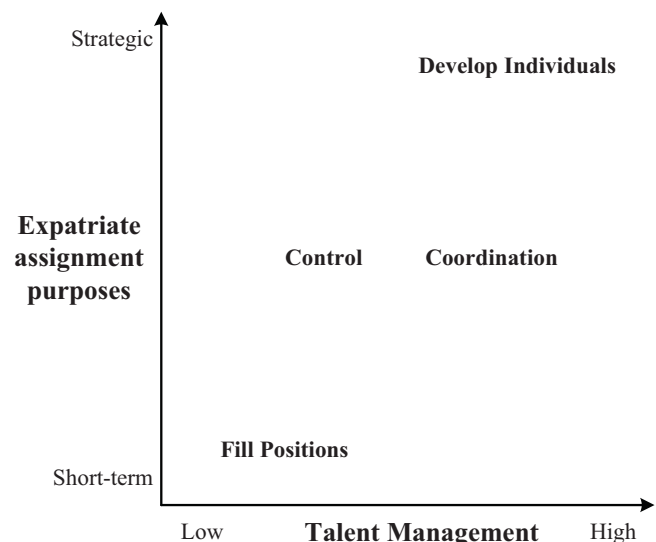 Strategic
Develop Individuals
Expatriate
assignment
purposes
Control
Coordination
Fill Positions
Short-term
Low
Talent Management
High